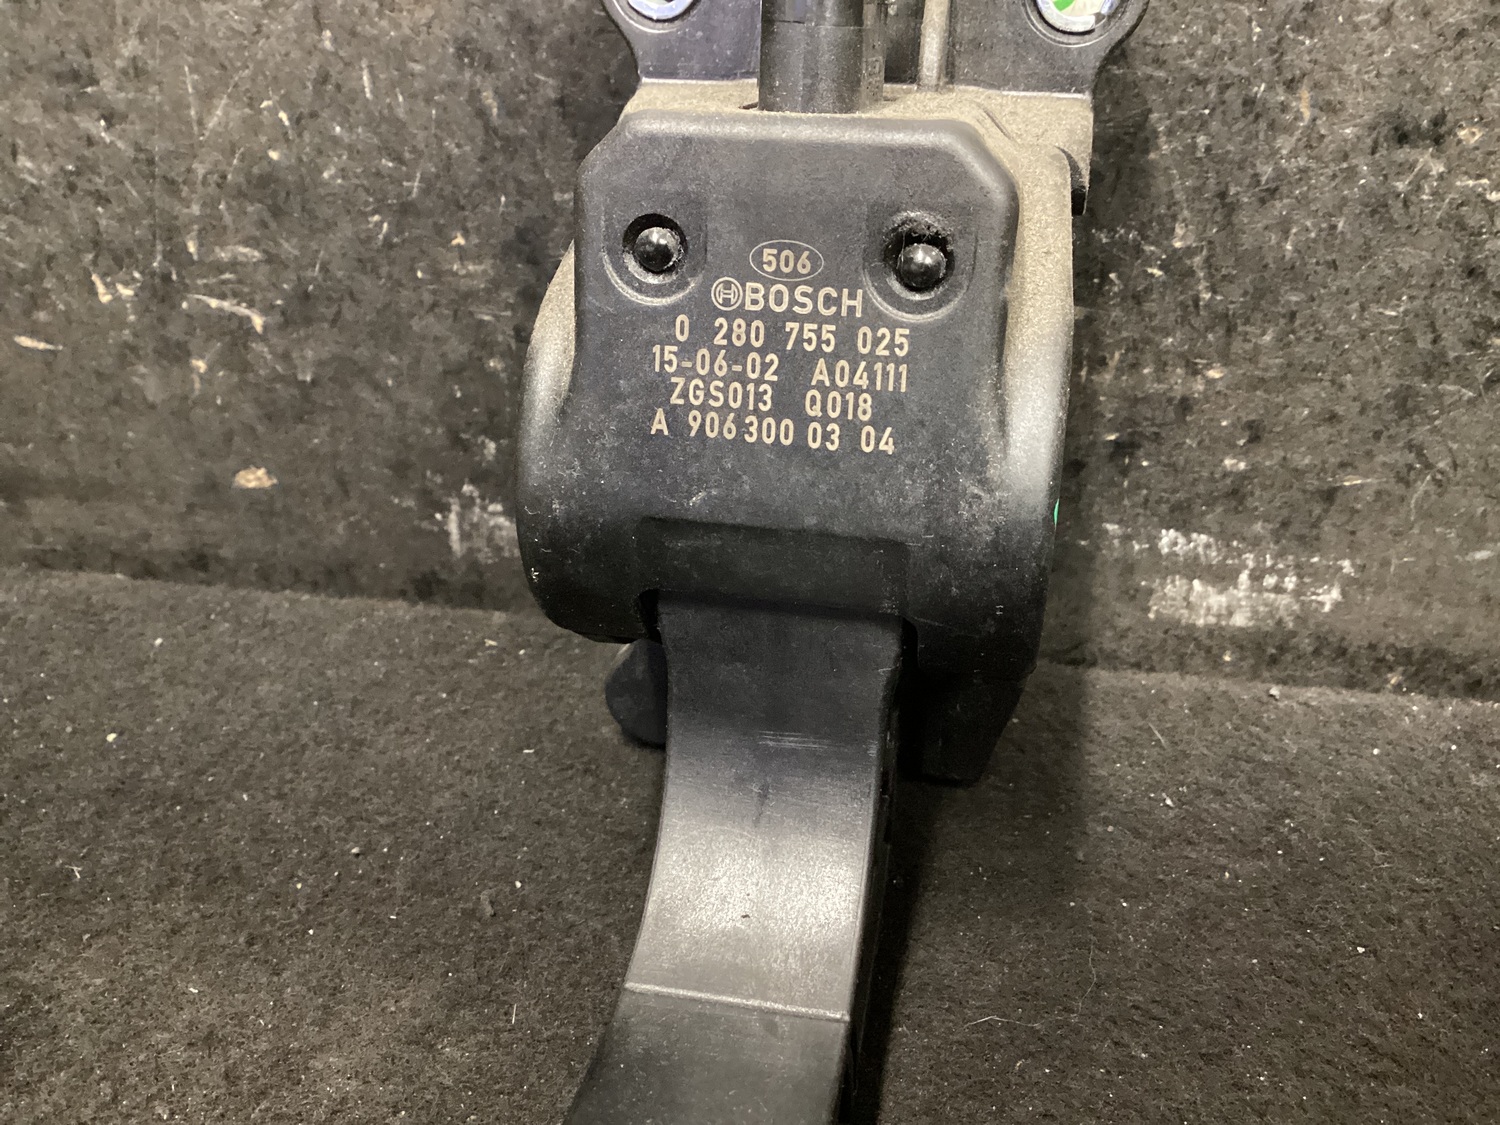 506
BOSCH
0 280 755 025
15-06-02 A04111
ZGS013 Q018
A 906 300 03 04